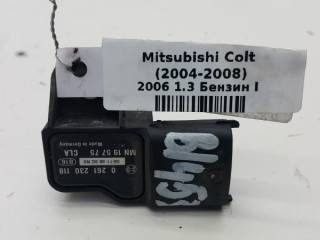 Mitsubishi Colt
(2004-2008)
2006 1.3 Бензин I
0 261 230 118
MN 19 57 75 CLA
Made in Germany